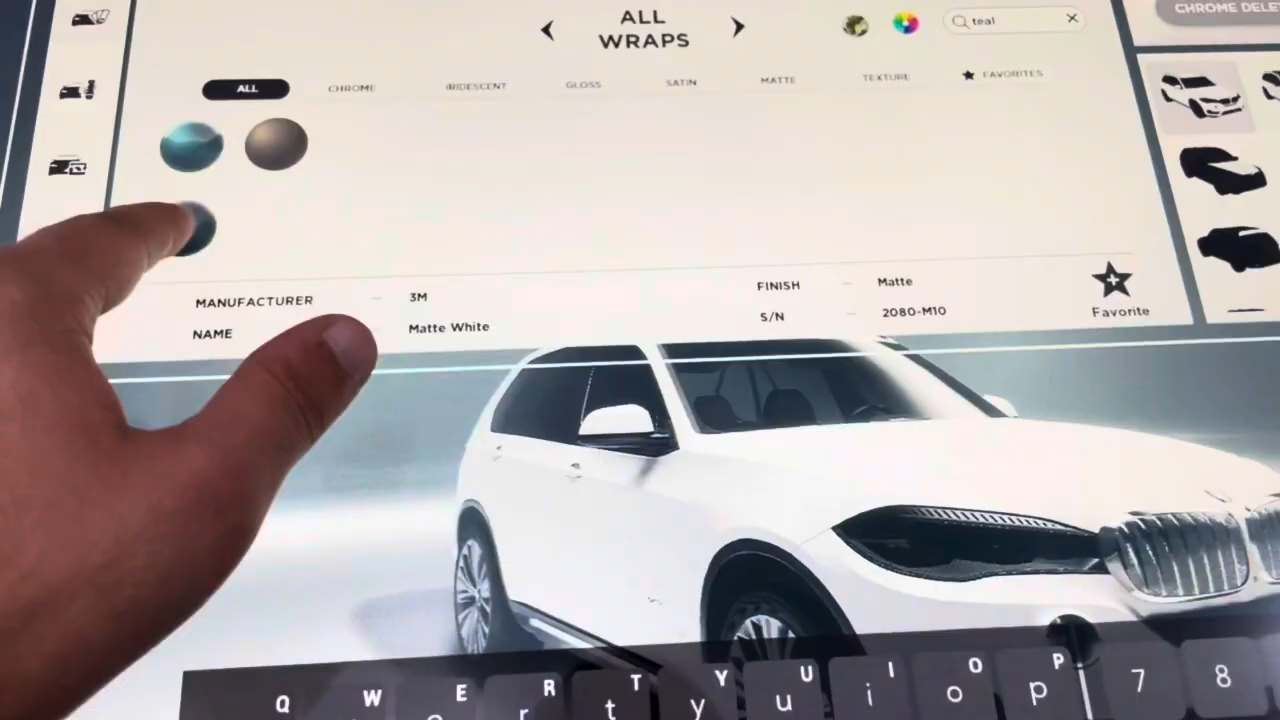 ALL
WRAPS
teal
CHROME DELE
ALL
CHROME
IRIDESCENT
GLOSS
SATIN
MATTE
TEXTURE
FAVORITES
MANUFACTURER
3M
FINISH
Matte
NAME
Matte White
S/N
2080-M10
Favorite
Q W E R T Y U I O P
r t y u i o p 7 8